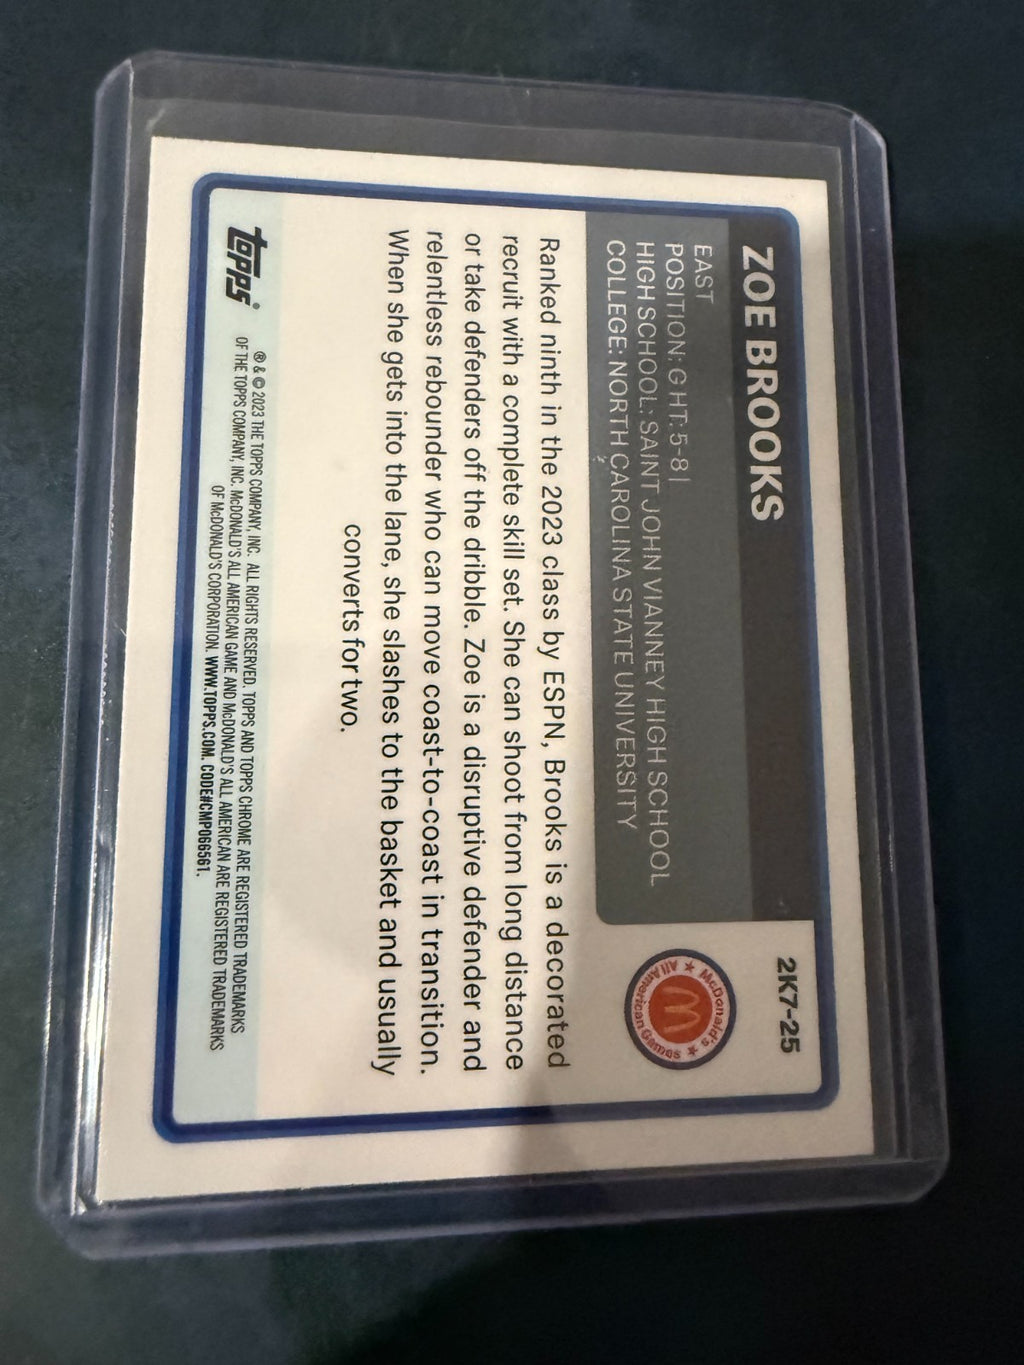 ZOE BROOKS
2K7-25
EAST
POSITION: G HT: 5-8 |
HIGH SCHOOL: SAINT JOHN VIANNEY HIGH SCHOOL
COLLEGE: NORTH CAROLINA STATE UNIVERSITY
McDonald's
All American Games
Ranked ninth in the 2023 class by ESPN, Brooks is a decorated
recruit with a complete skill set. She can shoot from long distance
or take defenders off the dribble. Zoe is a disruptive defender and
relentless rebounder who can move coast-to-coast in transition.
When she gets into the lane, she slashes to the basket and usually
converts for two.
topps®
® & © 2023 THE TOPPS COMPANY, INC. ALL RIGHTS RESERVED. TOPPS AND TOPPS CHROME ARE REGISTERED TRADEMARKS
OF THE TOPPS COMPANY, INC. McDONALD'S ALL AMERICAN GAME AND McDONALD'S ALL AMERICAN ARE REGISTERED TRADEMARKS
OF McDONALD'S CORPORATION. WWW.TOPPS.COM. CODE#CMP066561.